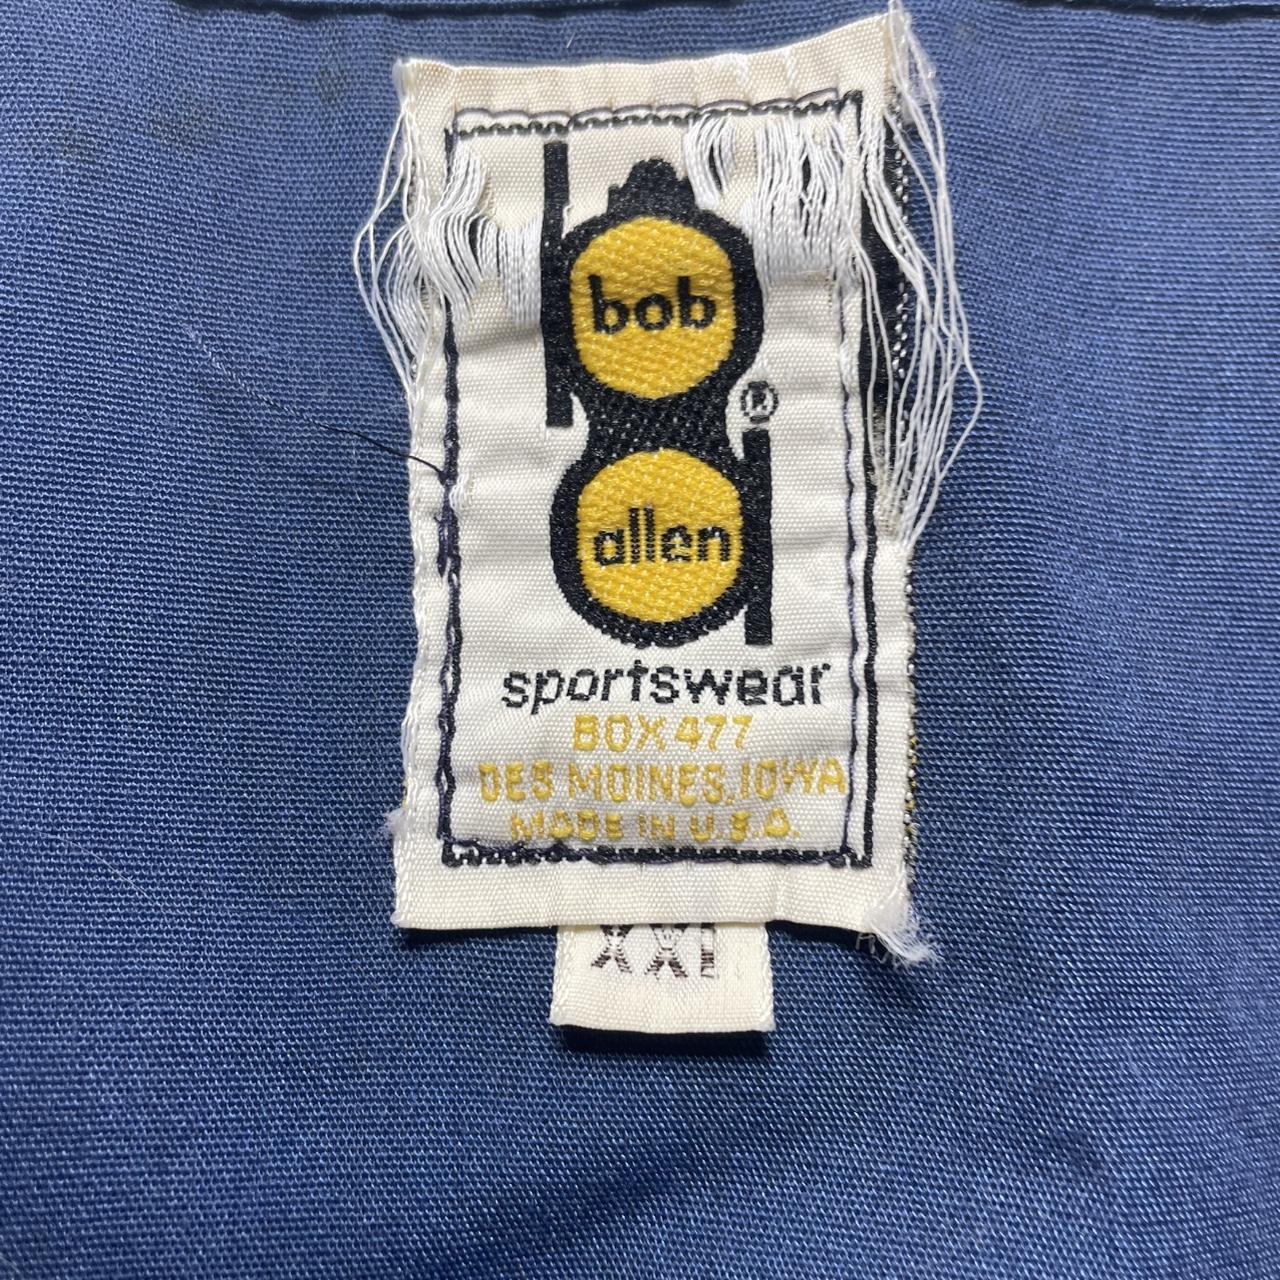 bob
®
allen
sportswear
BOX 477
DES MOINES, IOWA
MADE IN U.S.A.
XXL